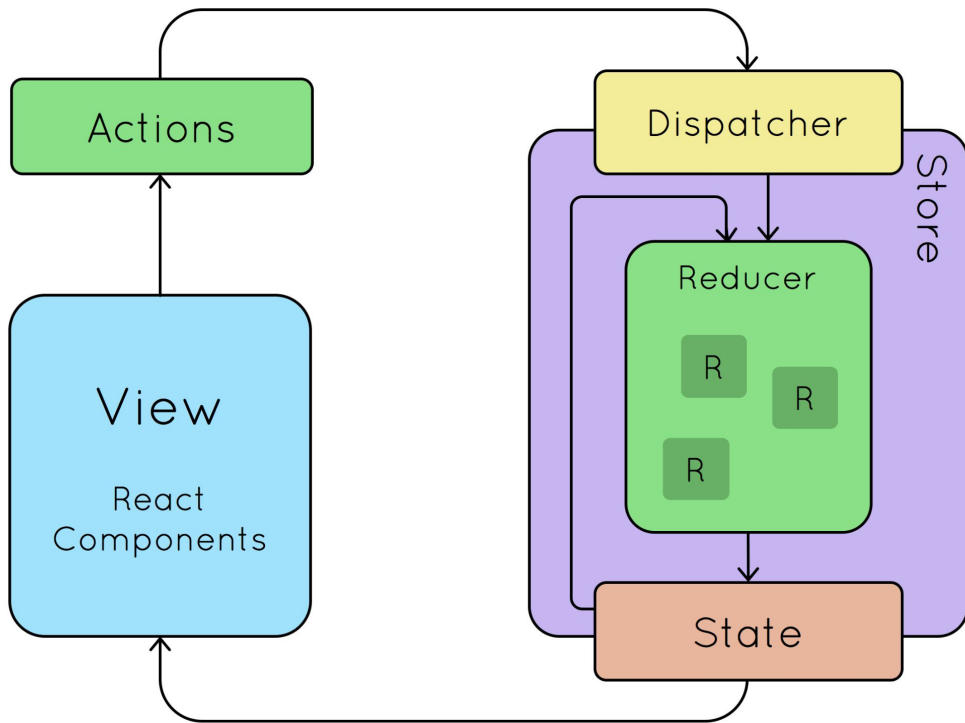 Actions
Dispatcher
Store
Reducer
R
R
R
View
React
Components
State